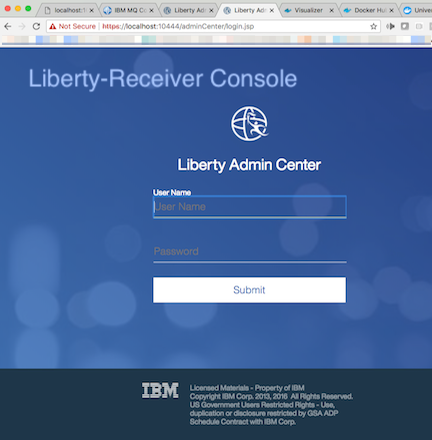 localhost:1
IBM MQ Co
Liberty Adm
Liberty Adm
Visualizer
Docker Hub
Univer
Not Secure | https://localhost:10444/adminCenter/login.jsp
Liberty-Receiver Console
Liberty Admin Center
User Name
User Name
Password
Submit
IBM
Licensed Materials - Property of IBM
Copyright IBM Corp. 2013, 2016 All Rights Reserved.
US Government Users Restricted Rights - Use,
duplication or disclosure restricted by GSA ADP
Schedule Contract with IBM Corp.